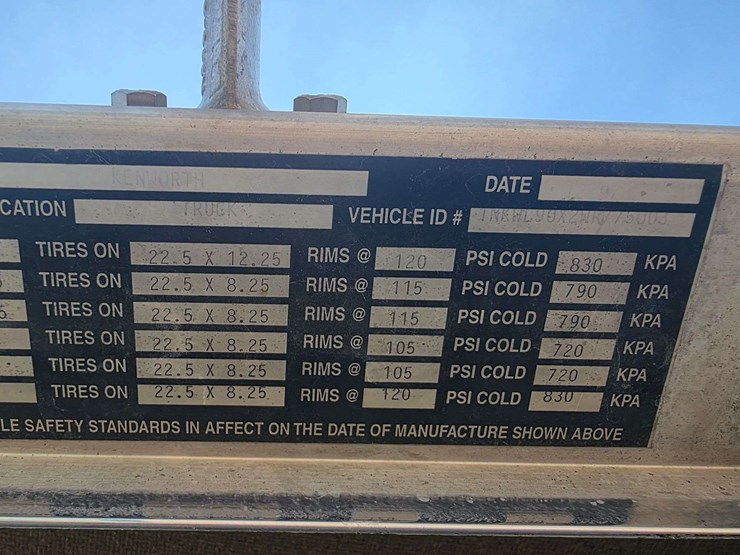 KENWORTH DATE
CATION TRUCK VEHICLE ID #
TIRES ON 22.5 X 12.25 RIMS @ 120 PSI COLD 830 KPA
TIRES ON 22.5 X 8.25 RIMS @ 115 PSI COLD 790 KPA
TIRES ON 22.5 X 8.25 RIMS @ 115 PSI COLD 790 KPA
TIRES ON 22.5 X 8.25 RIMS @ 105 PSI COLD 720 KPA
TIRES ON 22.5 X 8.25 RIMS @ 105 PSI COLD 720 KPA
TIRES ON 22.5 X 8.25 RIMS @ 120 PSI COLD 830 KPA
LE SAFETY STANDARDS IN AFFECT ON THE DATE OF MANUFACTURE SHOWN ABOVE